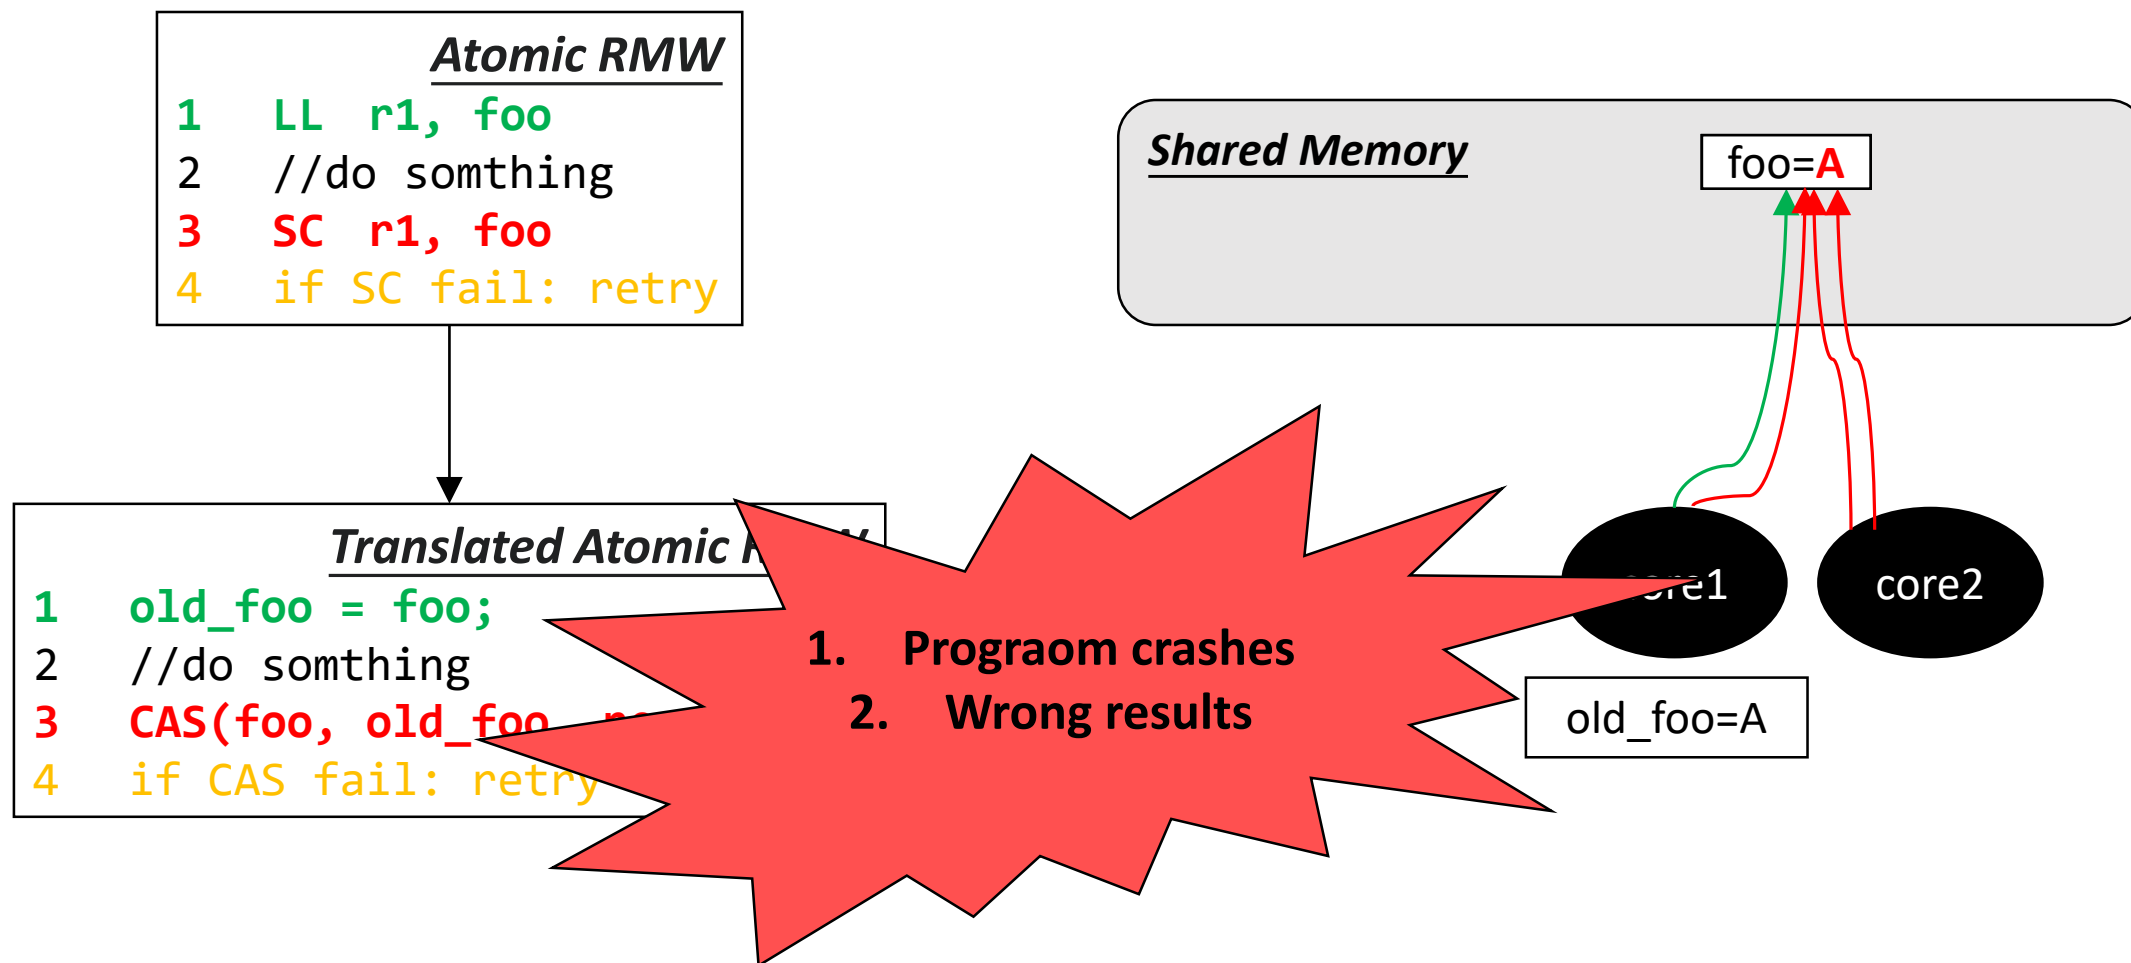 Atomic RMW
1 LL r1, foo
2 //do somthing
3 SC r1, foo
4 if SC fail: retry
Shared Memory
foo=A
Translated Atomic
1 old_foo = foo;
2 //do somthing
3 CAS(foo, old_foo
4 if CAS fail: retry
1. Prograom crashes
2. Wrong results
core2
old_foo=A